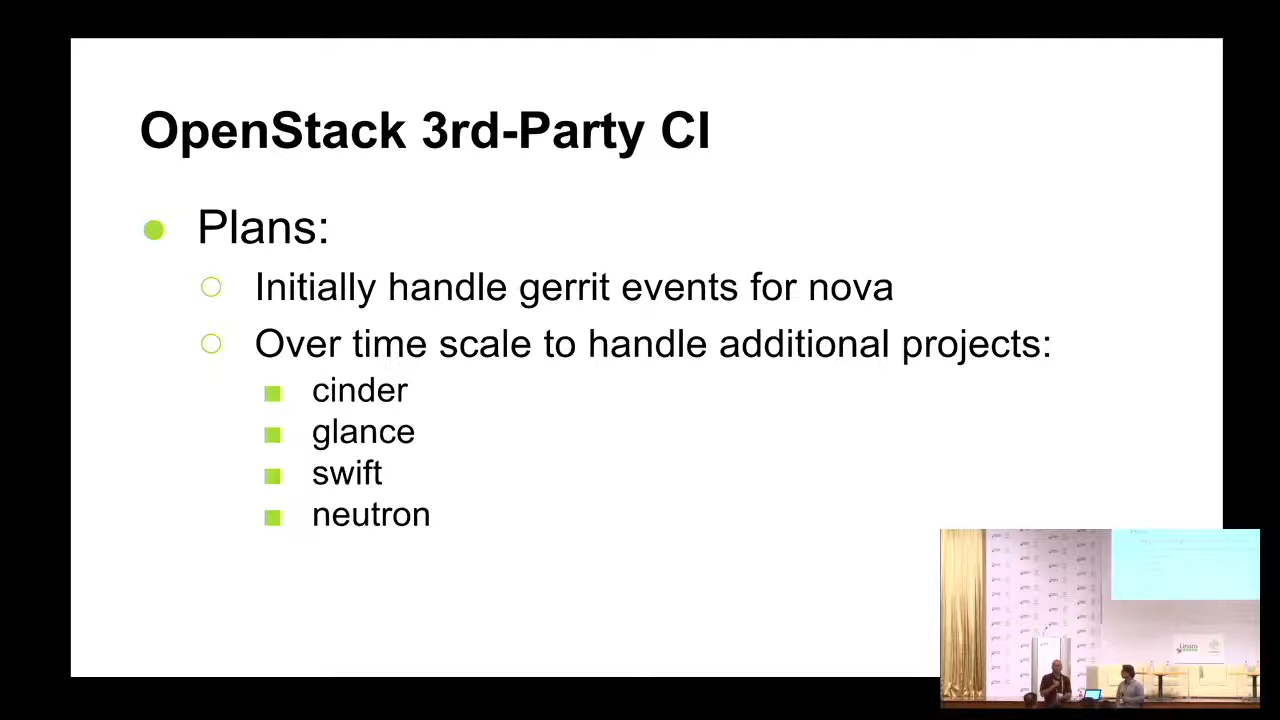 OpenStack 3rd-Party CI
Plans:
Initially handle gerrit events for nova
Over time scale to handle additional projects:
cinder
glance
swift
neutron
Linaro